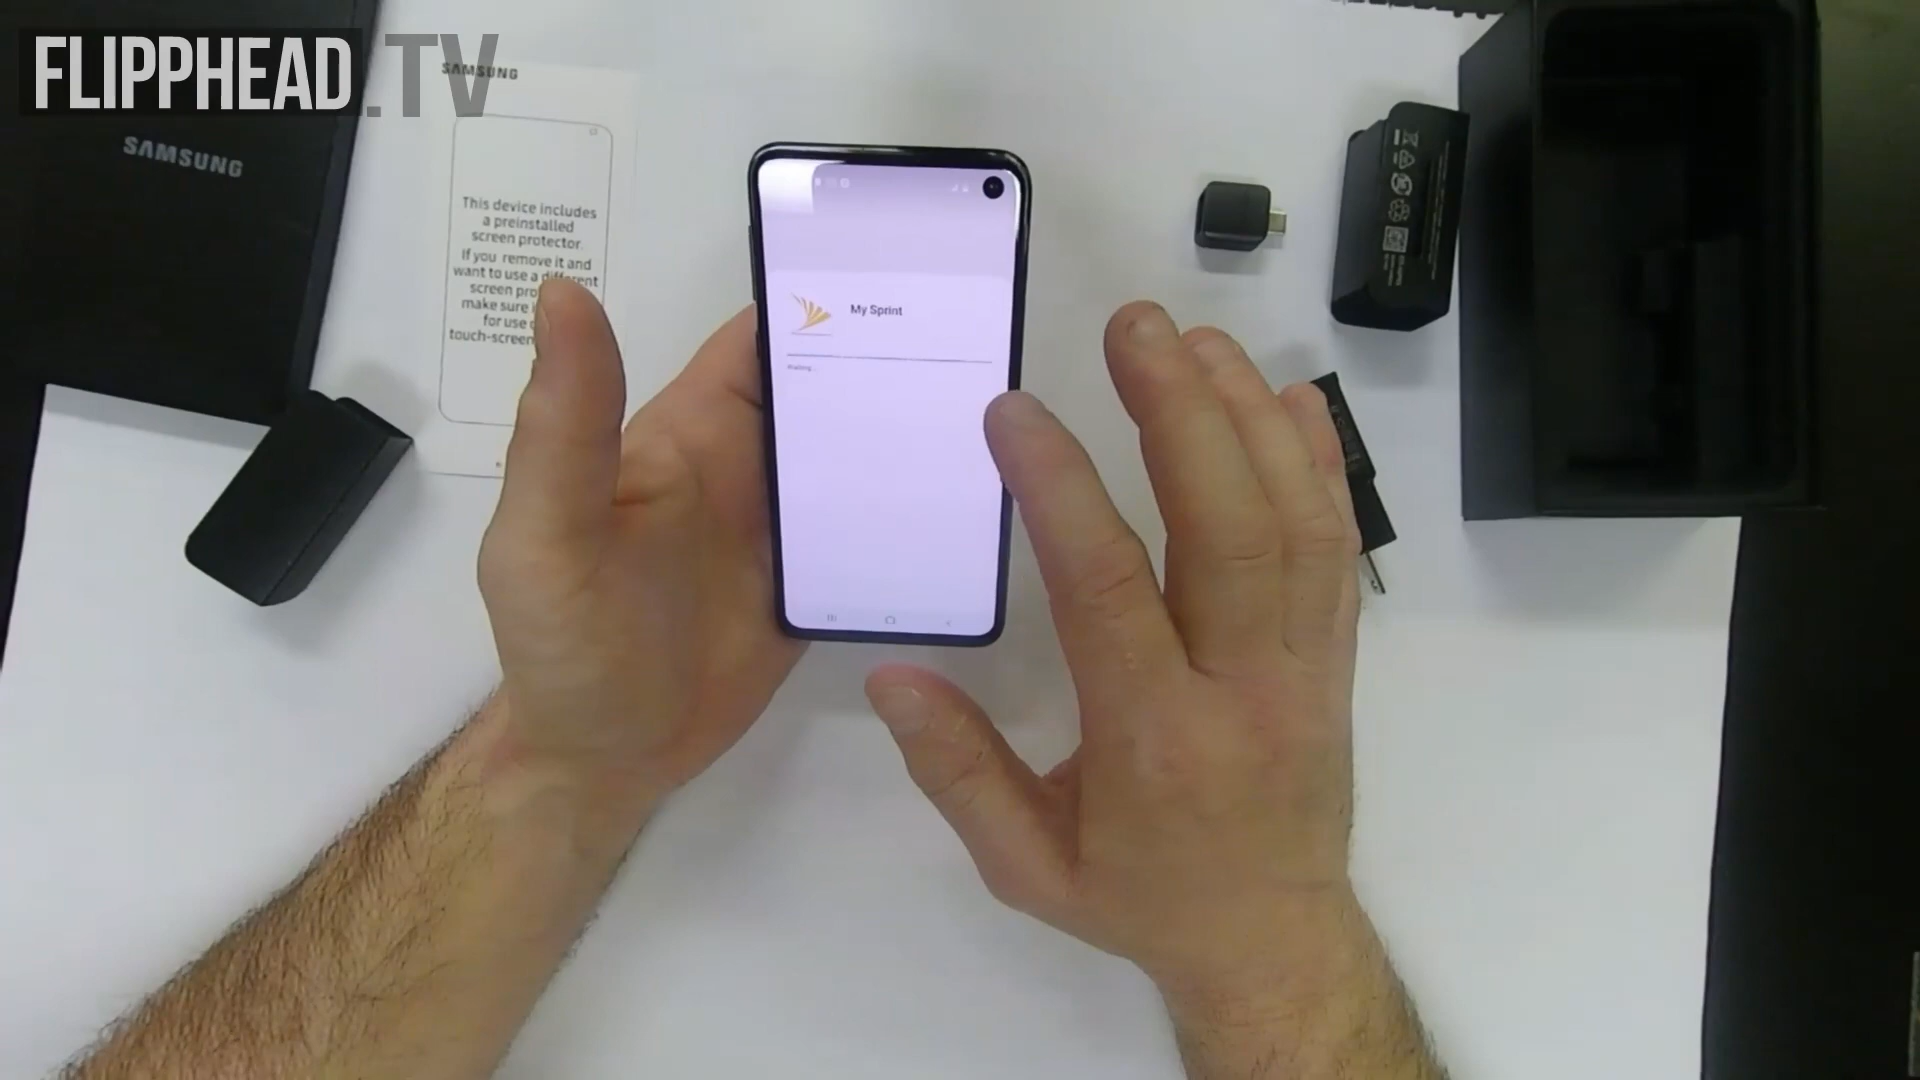 FLIPPHEAD.TV
SAMSUNG
SAMSUNG
This device includes
a preinstalled
screen protector.
If you remove it and
want to use a different
screen pro
make sure i
for use
touch-screen
My Sprint
Waiting...